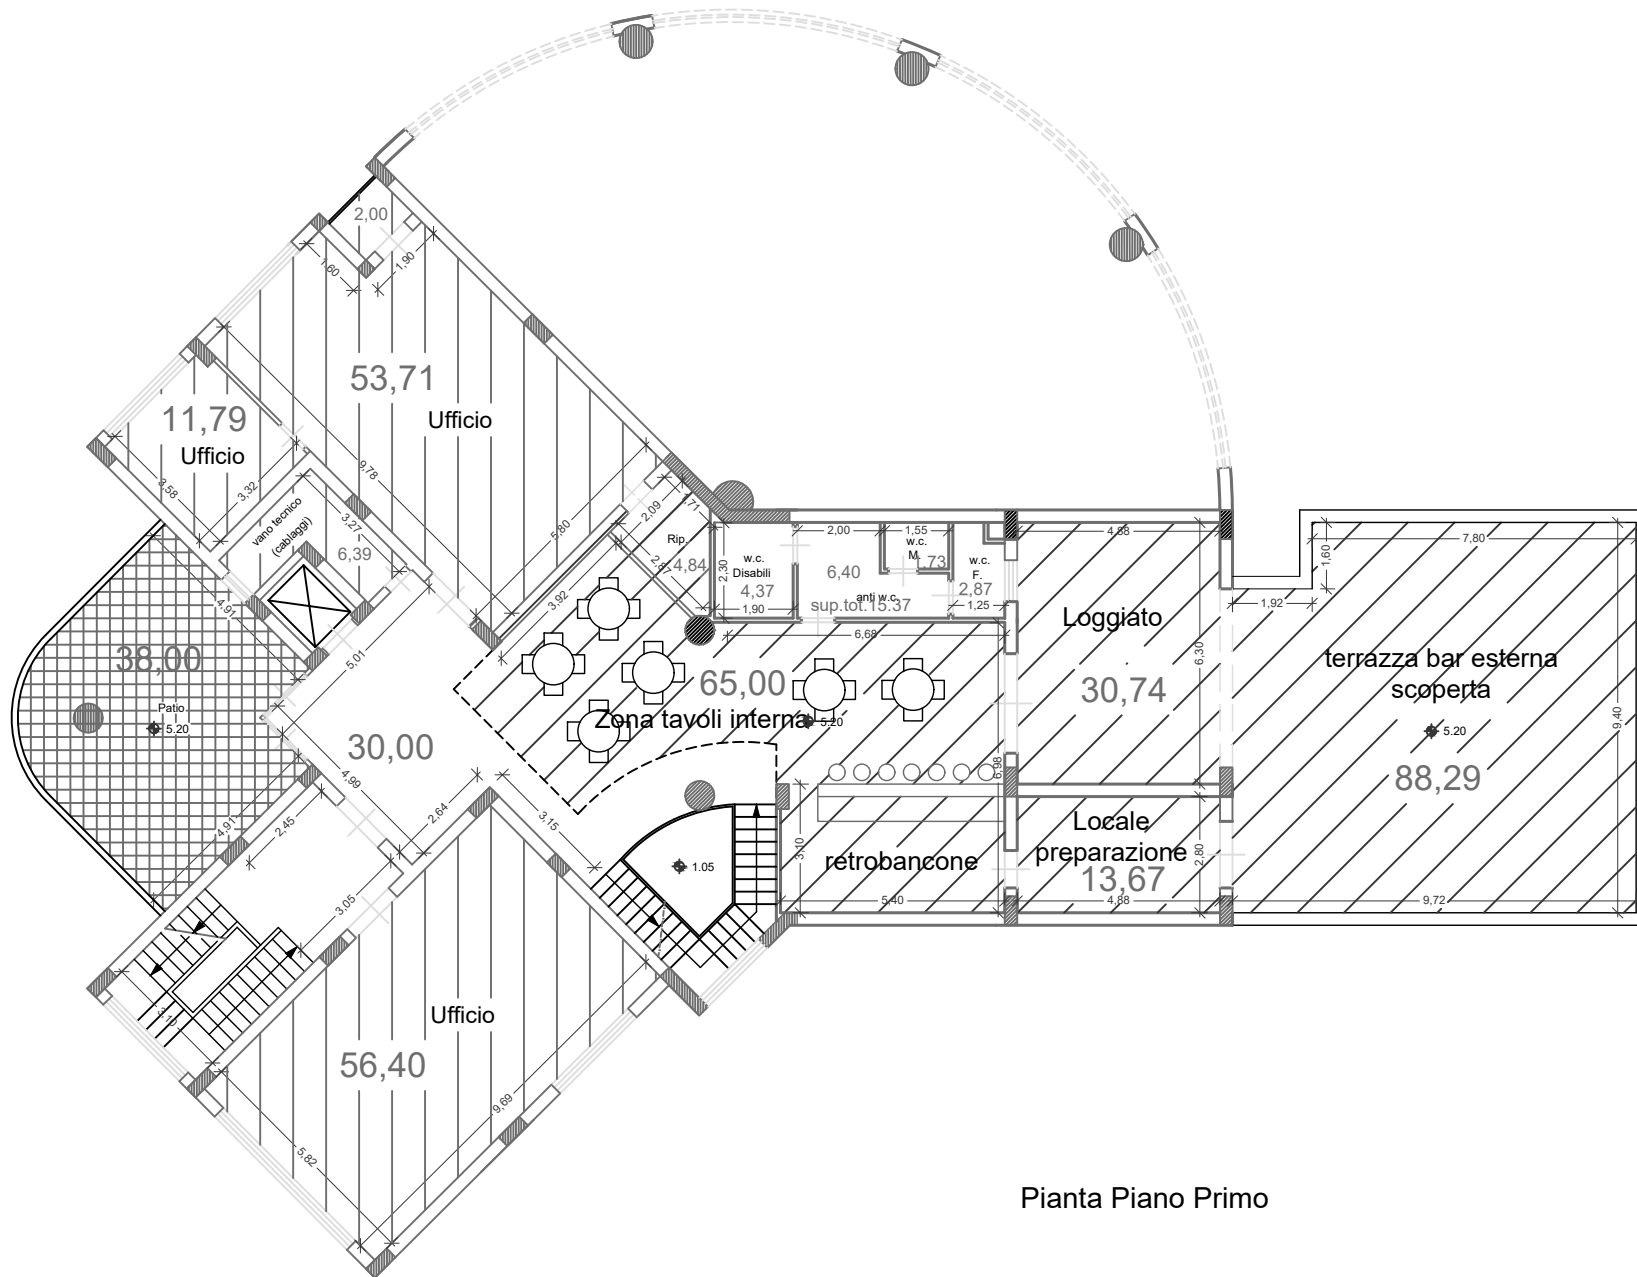 2,00
1,60
1,90
53,71
Ufficio
11,79
Ufficio
9,78
3,58
3,32
vano tecnico
(cablaggi)
3,27
6,39
5,80
2,09
1,71
Rip.
4,84
2,87
3,92
w.c.
Disabili
4,37
2,30
1,90
2,00
6,40
anti w.c.
sup.tot.15.37
1,55
w.c.
M.
,73
w.c.
F.
2,87
1,25
6,68
4,88
Loggiato
30,74
6,30
1,60
7,80
1,92
terrazza bar esterna
scoperta
5.20
88,29
9,40
9,72
4,91
38,00
Patio.
5.20
4,91
5,01
30,00
4,99
2,64
2,45
3,15
65,00
Zona tavoli interna
5.20
6,98
1.05
3,10
retrobancone
5,40
Locale
preparazione
13,67
2,80
4,88
3,05
3,10
Ufficio
56,40
9,69
5,82
Pianta Piano Primo